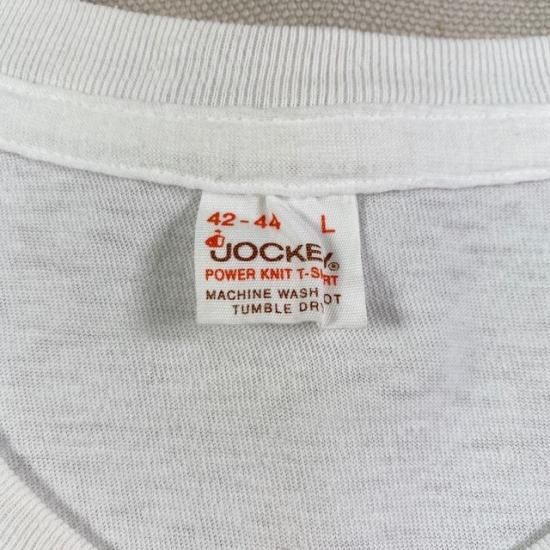 42-44 L
JOCKEY®
POWER KNIT T-SHIRT
MACHINE WASH HOT
TUMBLE DRY